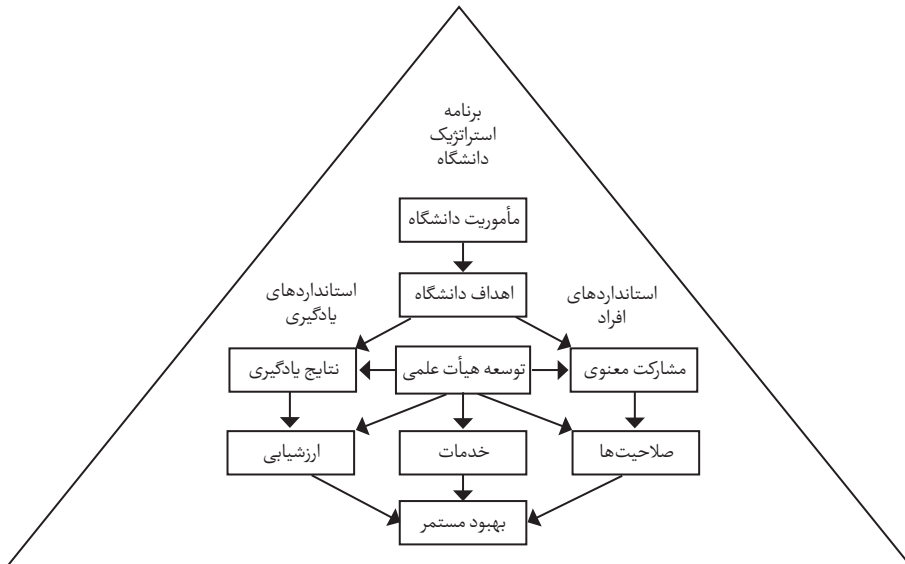 برنامه
استراتژیک
دانشگاه
مأموریت دانشگاه
اهداف دانشگاه
استانداردهای
افراد
استانداردهای
یادگیری
مشارکت معنوی
توسعه هیأت علمی
نتایج یادگیری
صلاحیت‌ها
خدمات
ارزشیابی
بهبود مستمر